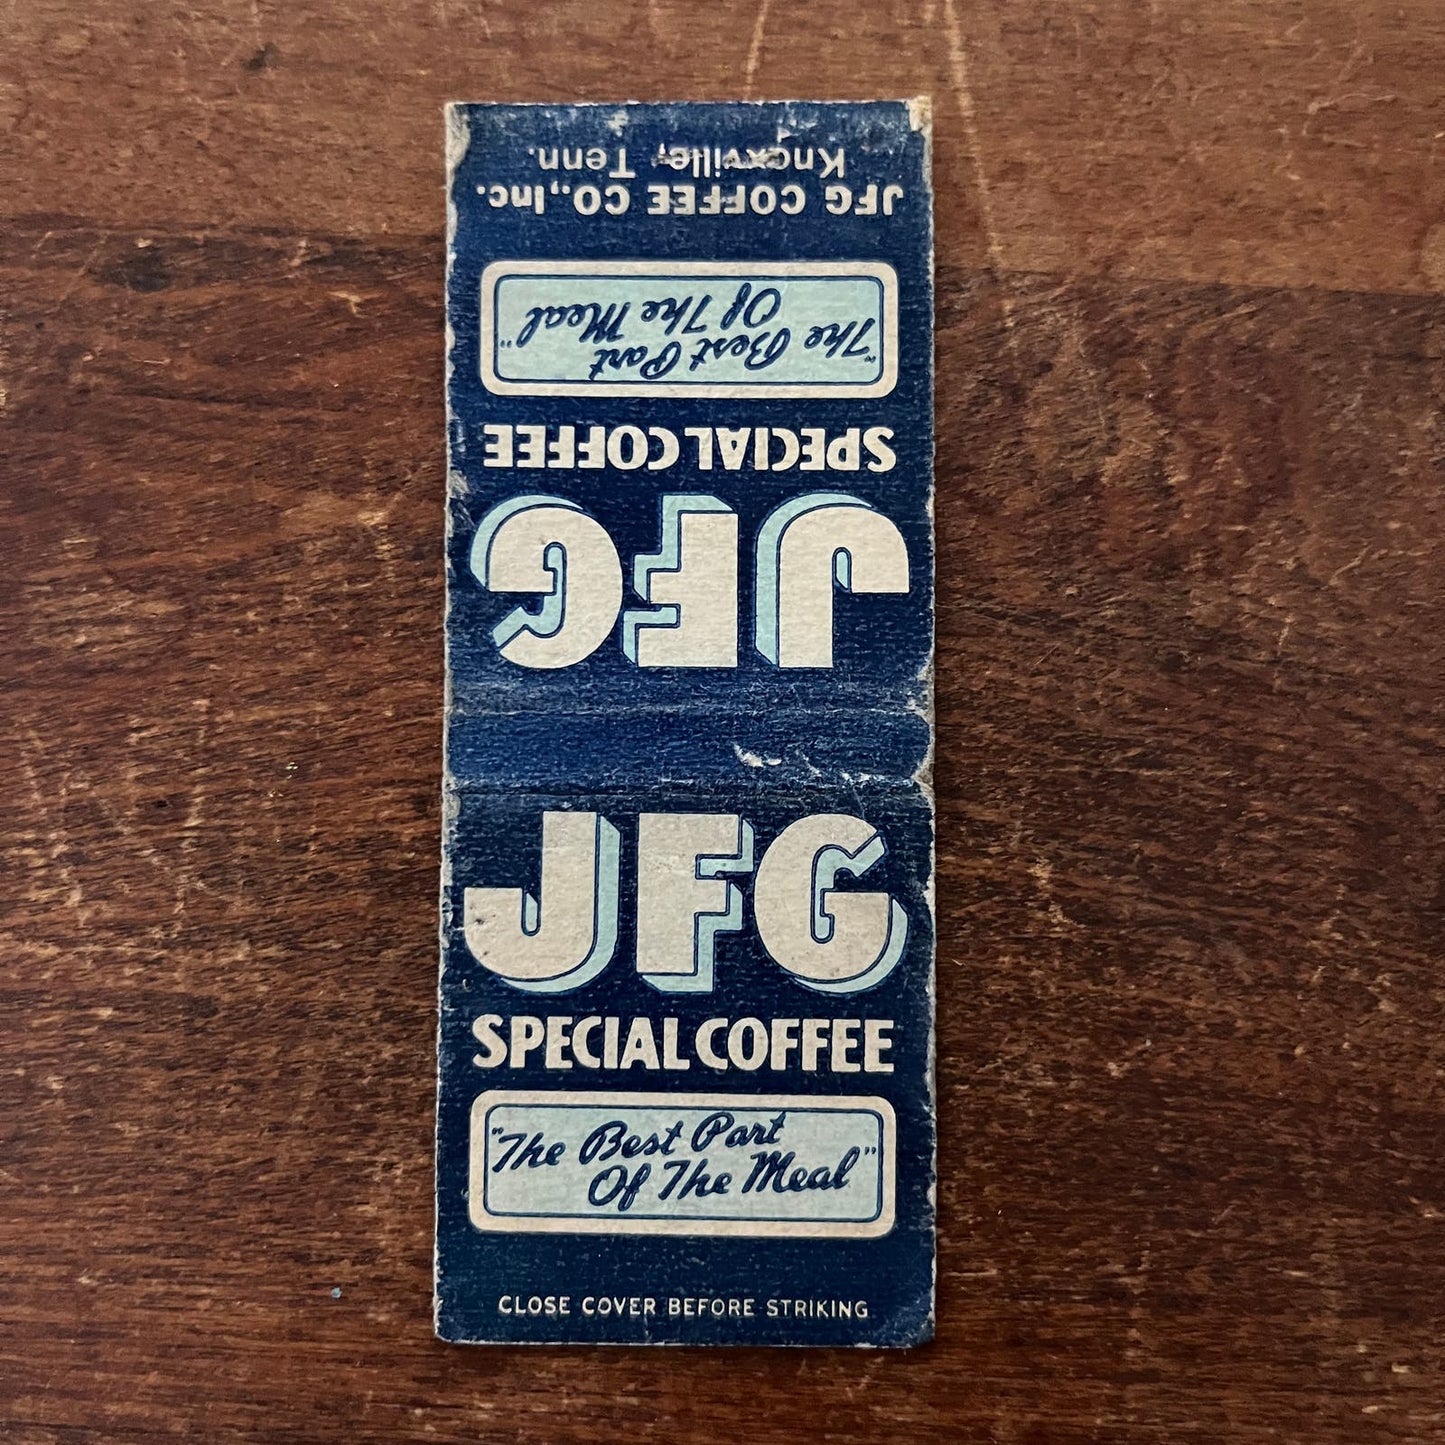 JFG COFFEE CO.,Inc.
Knoxville, Tenn.
"The Best Part
Of The Meal"
SPECIAL COFFEE
JFG
JFG
SPECIAL COFFEE
"The Best Part
Of The Meal"
CLOSE COVER BEFORE STRIKING